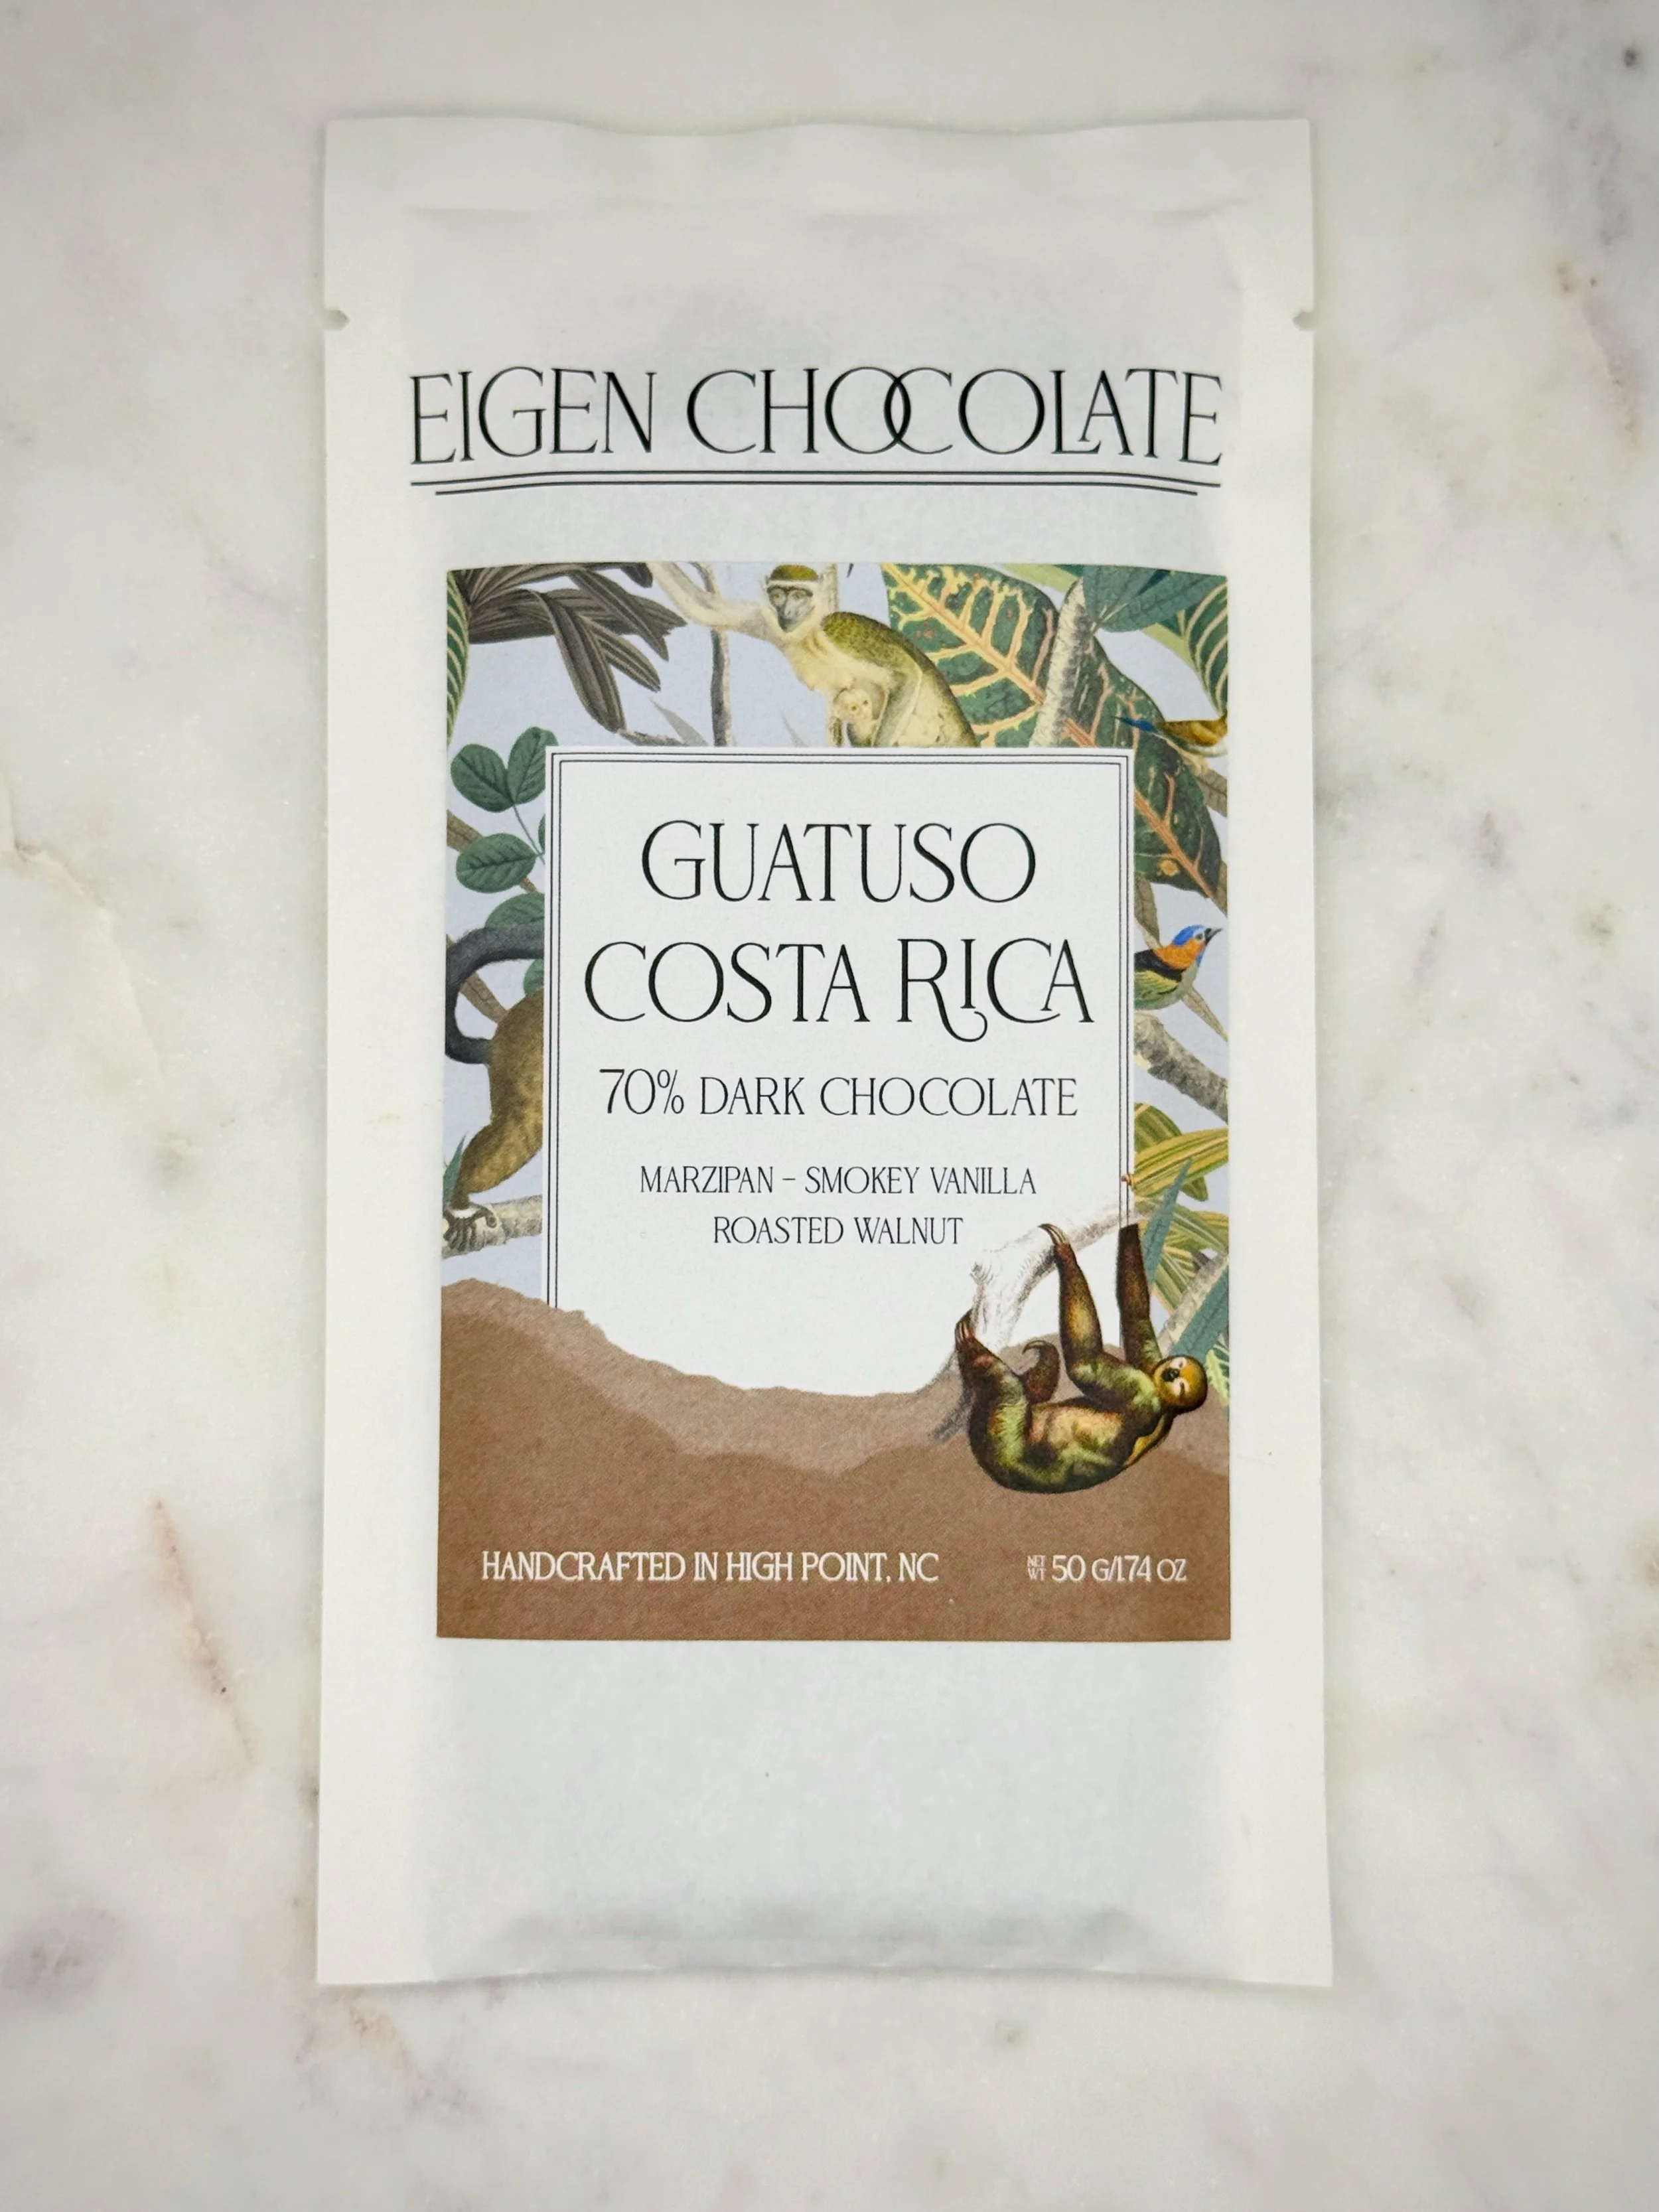 EIGEN CHOCOLATE
GUATUSO
COSTA RICA
70% DARK CHOCOLATE
MARZIPAN – SMOKEY VANILLA
ROASTED WALNUT
HANDCRAFTED IN HIGH POINT, NC
NET WT 50 G/1.74 OZ